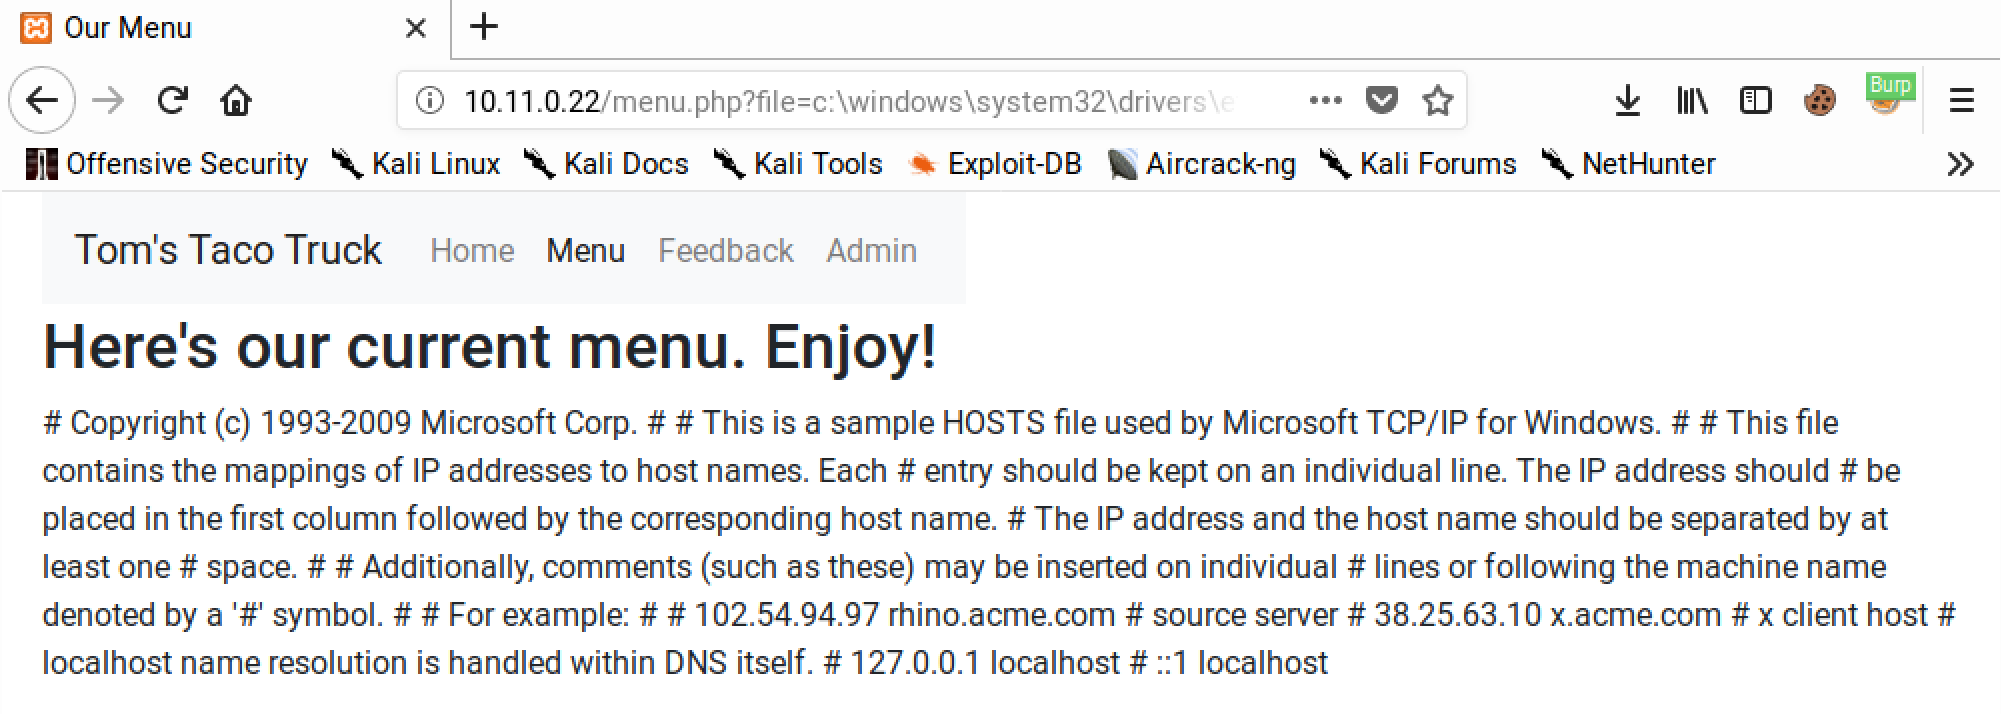 Our Menu
10.11.0.22/menu.php?file=c:\windows\system32\drivers\e
Burp
Offensive Security Kali Linux Kali Docs Kali Tools Exploit-DB Aircrack-ng Kali Forums NetHunter
Tom's Taco Truck Home Menu Feedback Admin
Here's our current menu. Enjoy!
# Copyright (c) 1993-2009 Microsoft Corp. # # This is a sample HOSTS file used by Microsoft TCP/IP for Windows. # # This file
contains the mappings of IP addresses to host names. Each # entry should be kept on an individual line. The IP address should # be
placed in the first column followed by the corresponding host name. # The IP address and the host name should be separated by at
least one # space. # # Additionally, comments (such as these) may be inserted on individual # lines or following the machine name
denoted by a '#' symbol. # # For example: # # 102.54.94.97 rhino.acme.com # source server # 38.25.63.10 x.acme.com # x client host #
localhost name resolution is handled within DNS itself. # 127.0.0.1 localhost # ::1 localhost